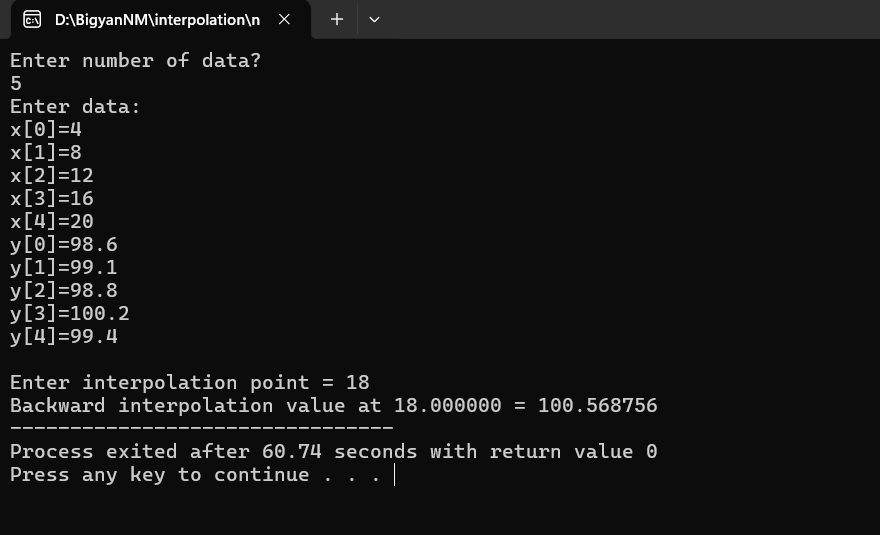 D:\BigyanNM\interpolation\n
Enter number of data?
5
Enter data:
x[0]=4
x[1]=8
x[2]=12
x[3]=16
x[4]=20
y[0]=98.6
y[1]=99.1
y[2]=98.8
y[3]=100.2
y[4]=99.4
Enter interpolation point = 18
Backward interpolation value at 18.000000 = 100.568756
--------------------------------
Process exited after 60.74 seconds with return value 0
Press any key to continue . . .